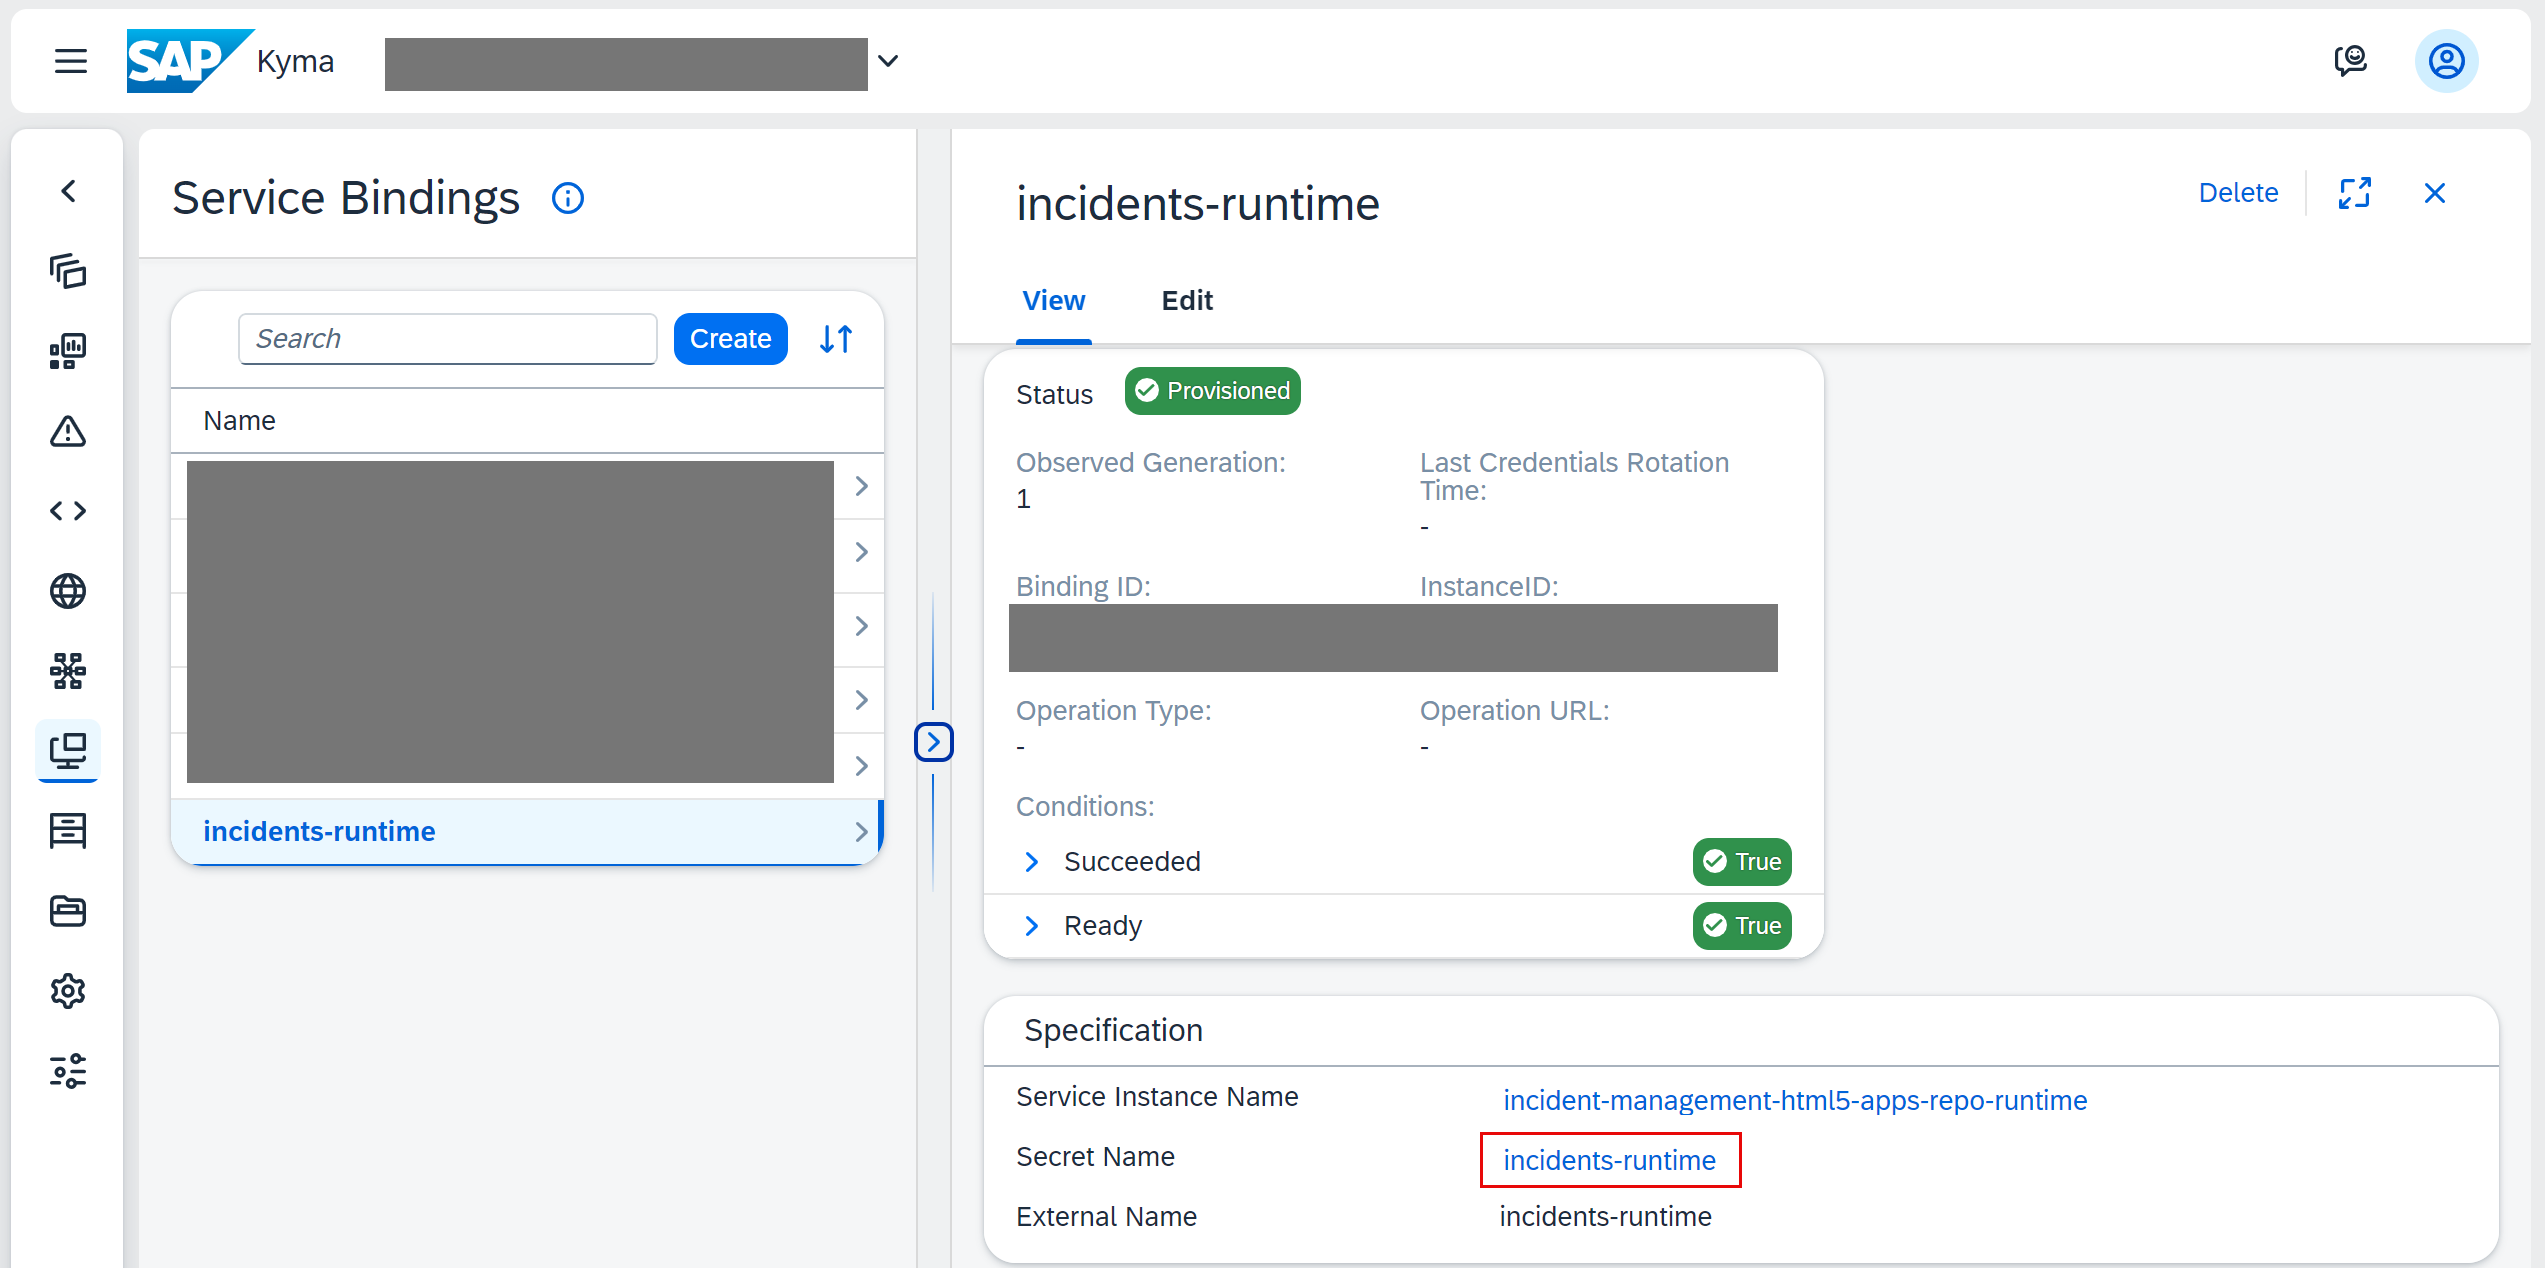 SAP Kyma
Service Bindings
Search
Create
Name
incidents-runtime
incidents-runtime
Delete
View
Edit
Status
Provisioned
Observed Generation:
1
Last Credentials Rotation
Time:
-
Binding ID:
InstanceID:
Operation Type:
-
Operation URL:
-
Conditions:
Succeeded
True
Ready
True
Specification
Service Instance Name
incident-management-html5-apps-repo-runtime
Secret Name
incidents-runtime
External Name
incidents-runtime